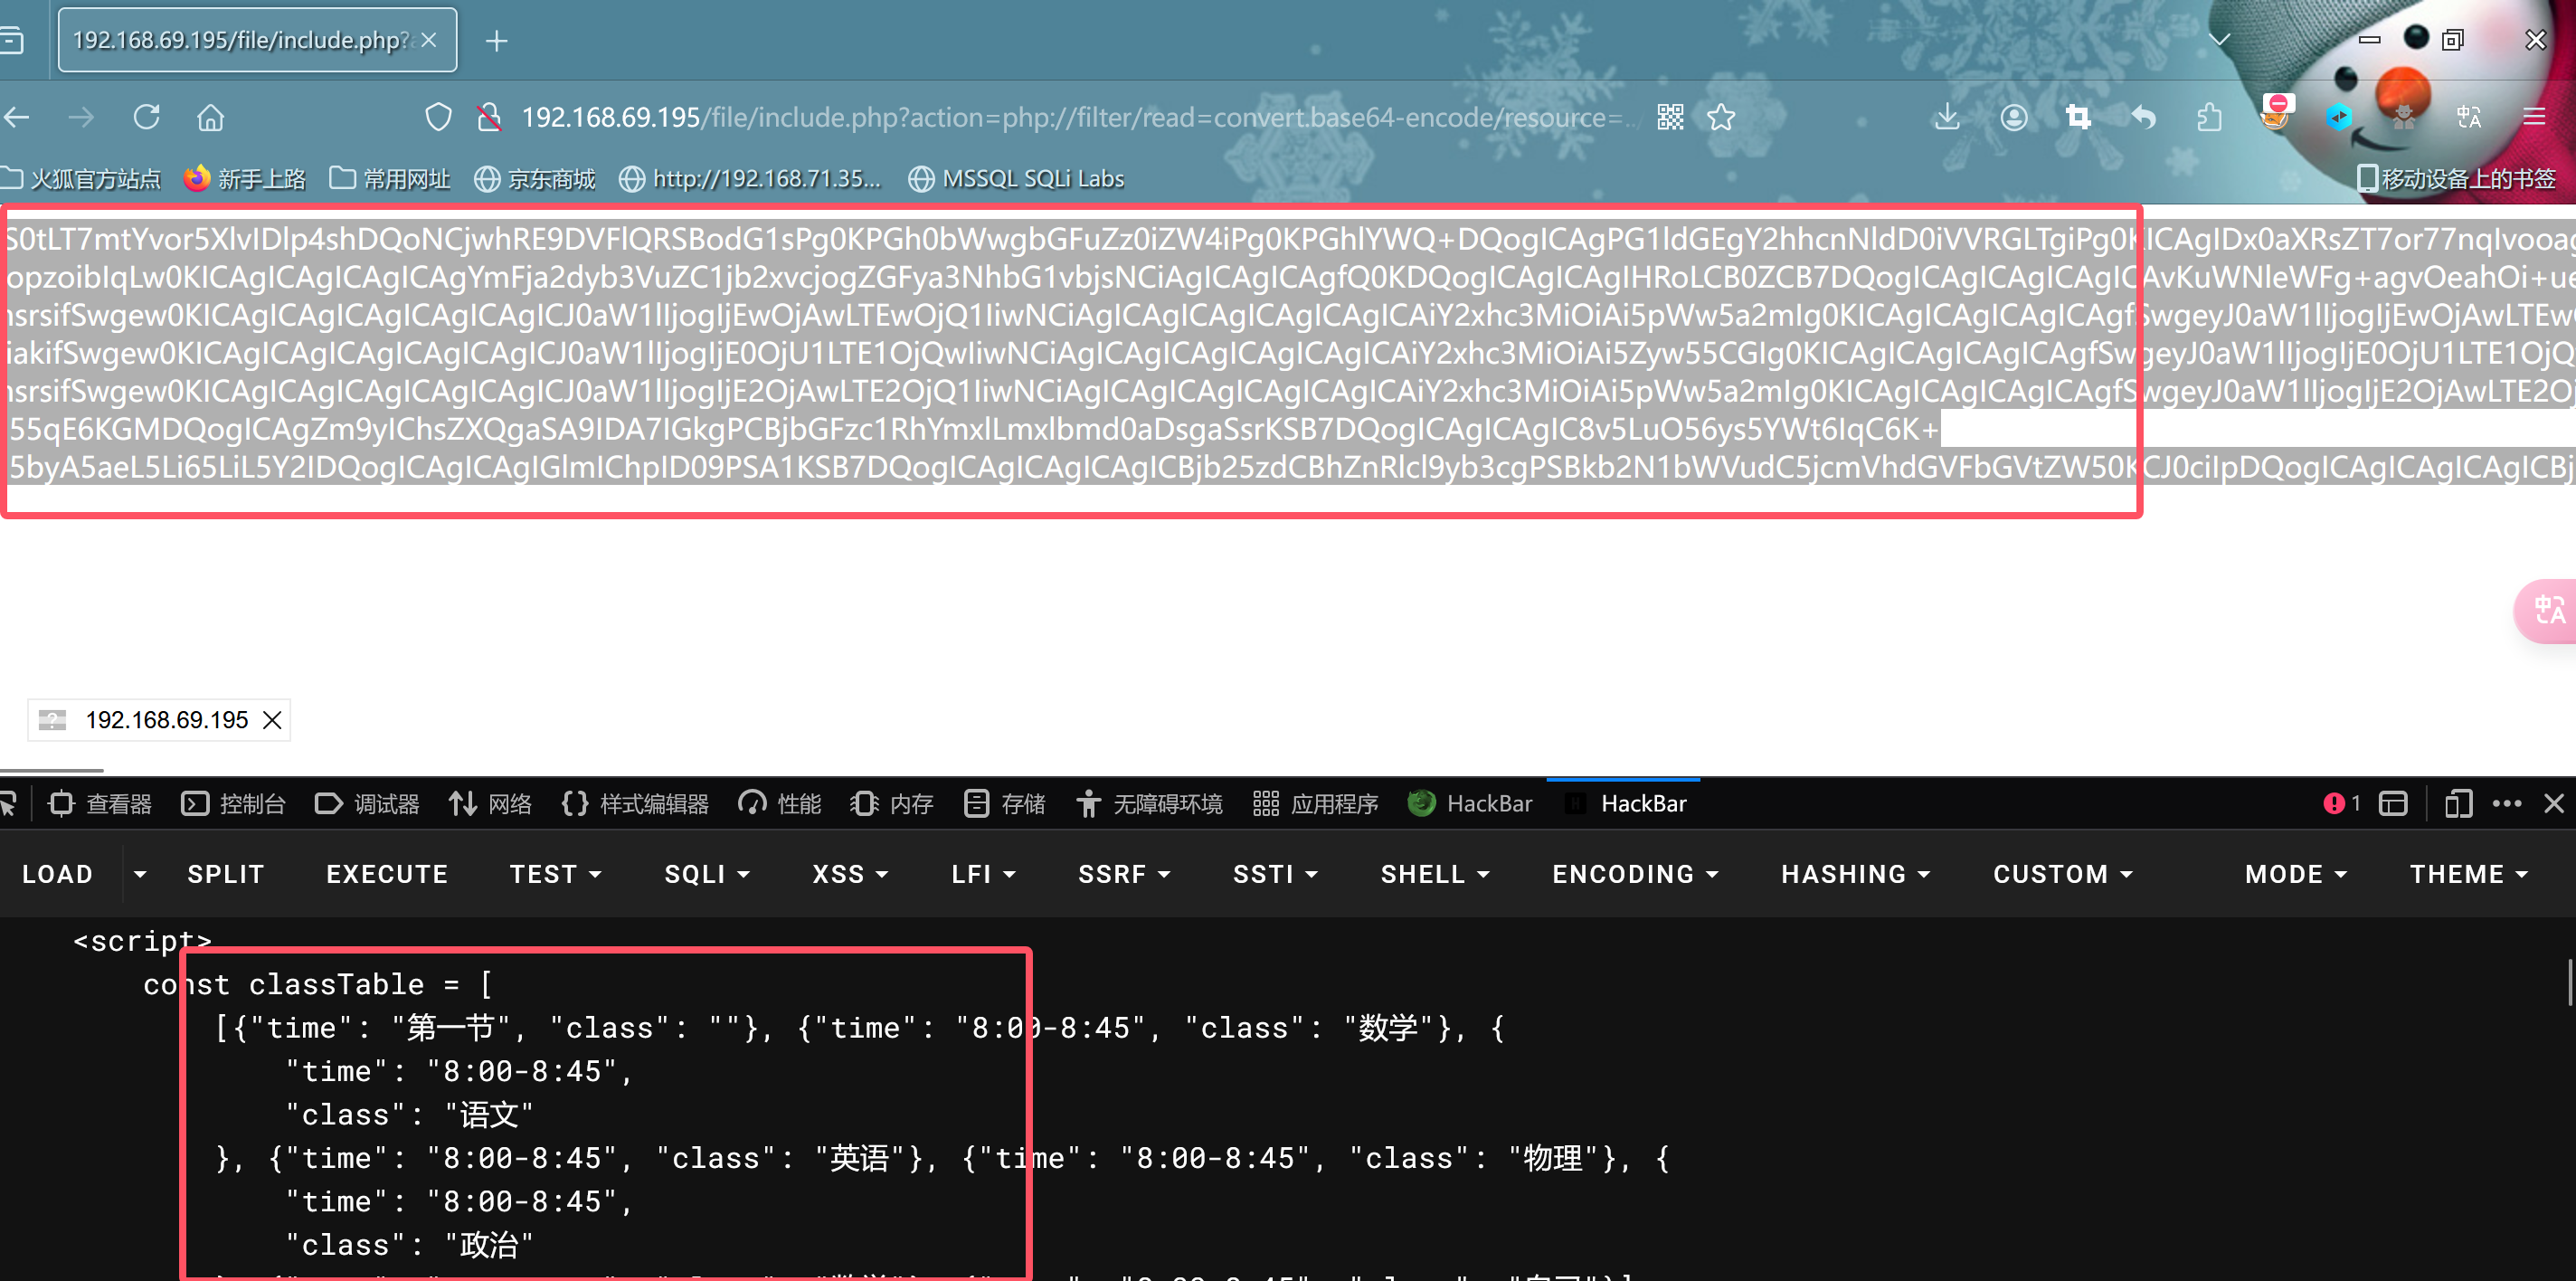 192.168.69.195/file/include.php?
192.168.69.195/file/include.php?action=php://filter/read=convert.base64-encode/resource=../
火狐官方站点 新手上路 常用网址 京东商城 http://192.168.71.35... MSSQL SQLi Labs 移动设备上的书签
S0tLT7mtYvor5XlvIDlp4shDQoNCjwhRE9DVFlQRSBodG1sPg0KPGh0bWwgbGFuZz0iZW4iPg0KPGhlYWQ+DQogICAgPG1ldGEgY2hhcnNldD0iVVRGLTgiPg0KICAgIDx0aXRsZT7or77nqIvooag
opzoibIqLw0KICAgICAgICAgICAgYmFja2dyb3VuZC1jb2xvcjogZGFya3NhbG1vbjsNCiAgICAgICAgfQ0KDQogICAgICAgIHRoLCB0ZCB7DQogICAgICAgICAgICAvKuWNleWFg+agvOeahOi+ue
nsrsifSwgew0KICAgICAgICAgICAgICAgICJ0aW1lIjogIjEwOjAwLTEwOjQ1IiwNCiAgICAgICAgICAgICAgICAiY2xhc3MiOiAi5pWw5a2mIg0KICAgICAgICAgICAgfSwgeyJ0aW1lIjogIjEwOjAwLTEw
iakifSwgew0KICAgICAgICAgICAgICAgICJ0aW1lIjogIjE0OjU1LTE1OjQwIiwNCiAgICAgICAgICAgICAgICAiY2xhc3MiOiAi5Zyw55CGIg0KICAgICAgICAgICAgfSwgeyJ0aW1lIjogIjE0OjU1LTE1OjQ
nsrsifSwgew0KICAgICAgICAgICAgICAgICJ0aW1lIjogIjE2OjAwLTE2OjQ1IiwNCiAgICAgICAgICAgICAgICAiY2xhc3MiOiAi5pWw5a2mIg0KICAgICAgICAgICAgfSwgeyJ0aW1lIjogIjE2OjAwLTE2Oj
55qE6KGMDQogICAgZm9yIChsZXQgaSA9IDA7IGkgPCBjbGFzc1RhYmxlLmxlbmd0aDsgaSsrKSB7DQogICAgICAgIC8v5LuO56ys5YWt6IqC6K+
5byA5aeL5Li65LiL5Y2IDQogICAgICAgIGlmIChpID09PSA1KSB7DQogICAgICAgICAgICBjb25zdCBhZnRlcl9yb3cgPSBkb2N1bWVudC5jcmVhdGVFbGVtZW50KCJ0ciIpDQogICAgICAgICAgICBj
中A
192.168.69.195
查看器 控制台 调试器 网络 {} 样式编辑器 性能 内存 存储 无障碍环境 应用程序 HackBar HackBar 1
LOAD SPLIT EXECUTE TEST SQLI XSS LFI SSRF SSTI SHELL ENCODING HASHING CUSTOM MODE THEME
<script>
const classTable = [
[{"time": "第一节", "class": ""}, {"time": "8:00-8:45", "class": "数学"}, {
"time": "8:00-8:45",
"class": "语文"
}, {"time": "8:00-8:45", "class": "英语"}, {"time": "8:00-8:45", "class": "物理"}, {
"time": "8:00-8:45",
"class": "政治"